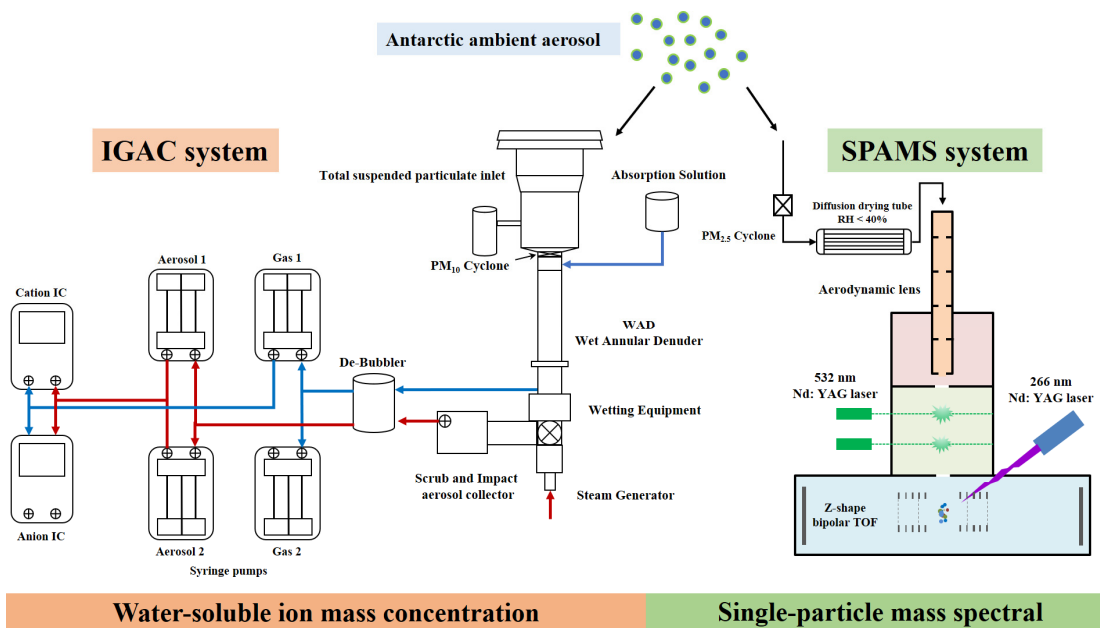 Antarctic ambient aerosol
IGAC system
SPAMS system
Total suspended particulate inlet
Absorption Solution
Diffusion drying tube
RH < 40%
PM2.5 Cyclone
PM10 Cyclone
Aerosol 1
Gas 1
Cation IC
Aerodynamic lens
WAD
Wet Annular Denuder
De-Bubbler
532 nm
Nd: YAG laser
266 nm
Nd: YAG laser
Wetting Equipment
Scrub and Impact
aerosol collector
Steam Generator
Z-shape
bipolar TOF
Anion IC
Aerosol 2
Gas 2
Syringe pumps
Water-soluble ion mass concentration
Single-particle mass spectral